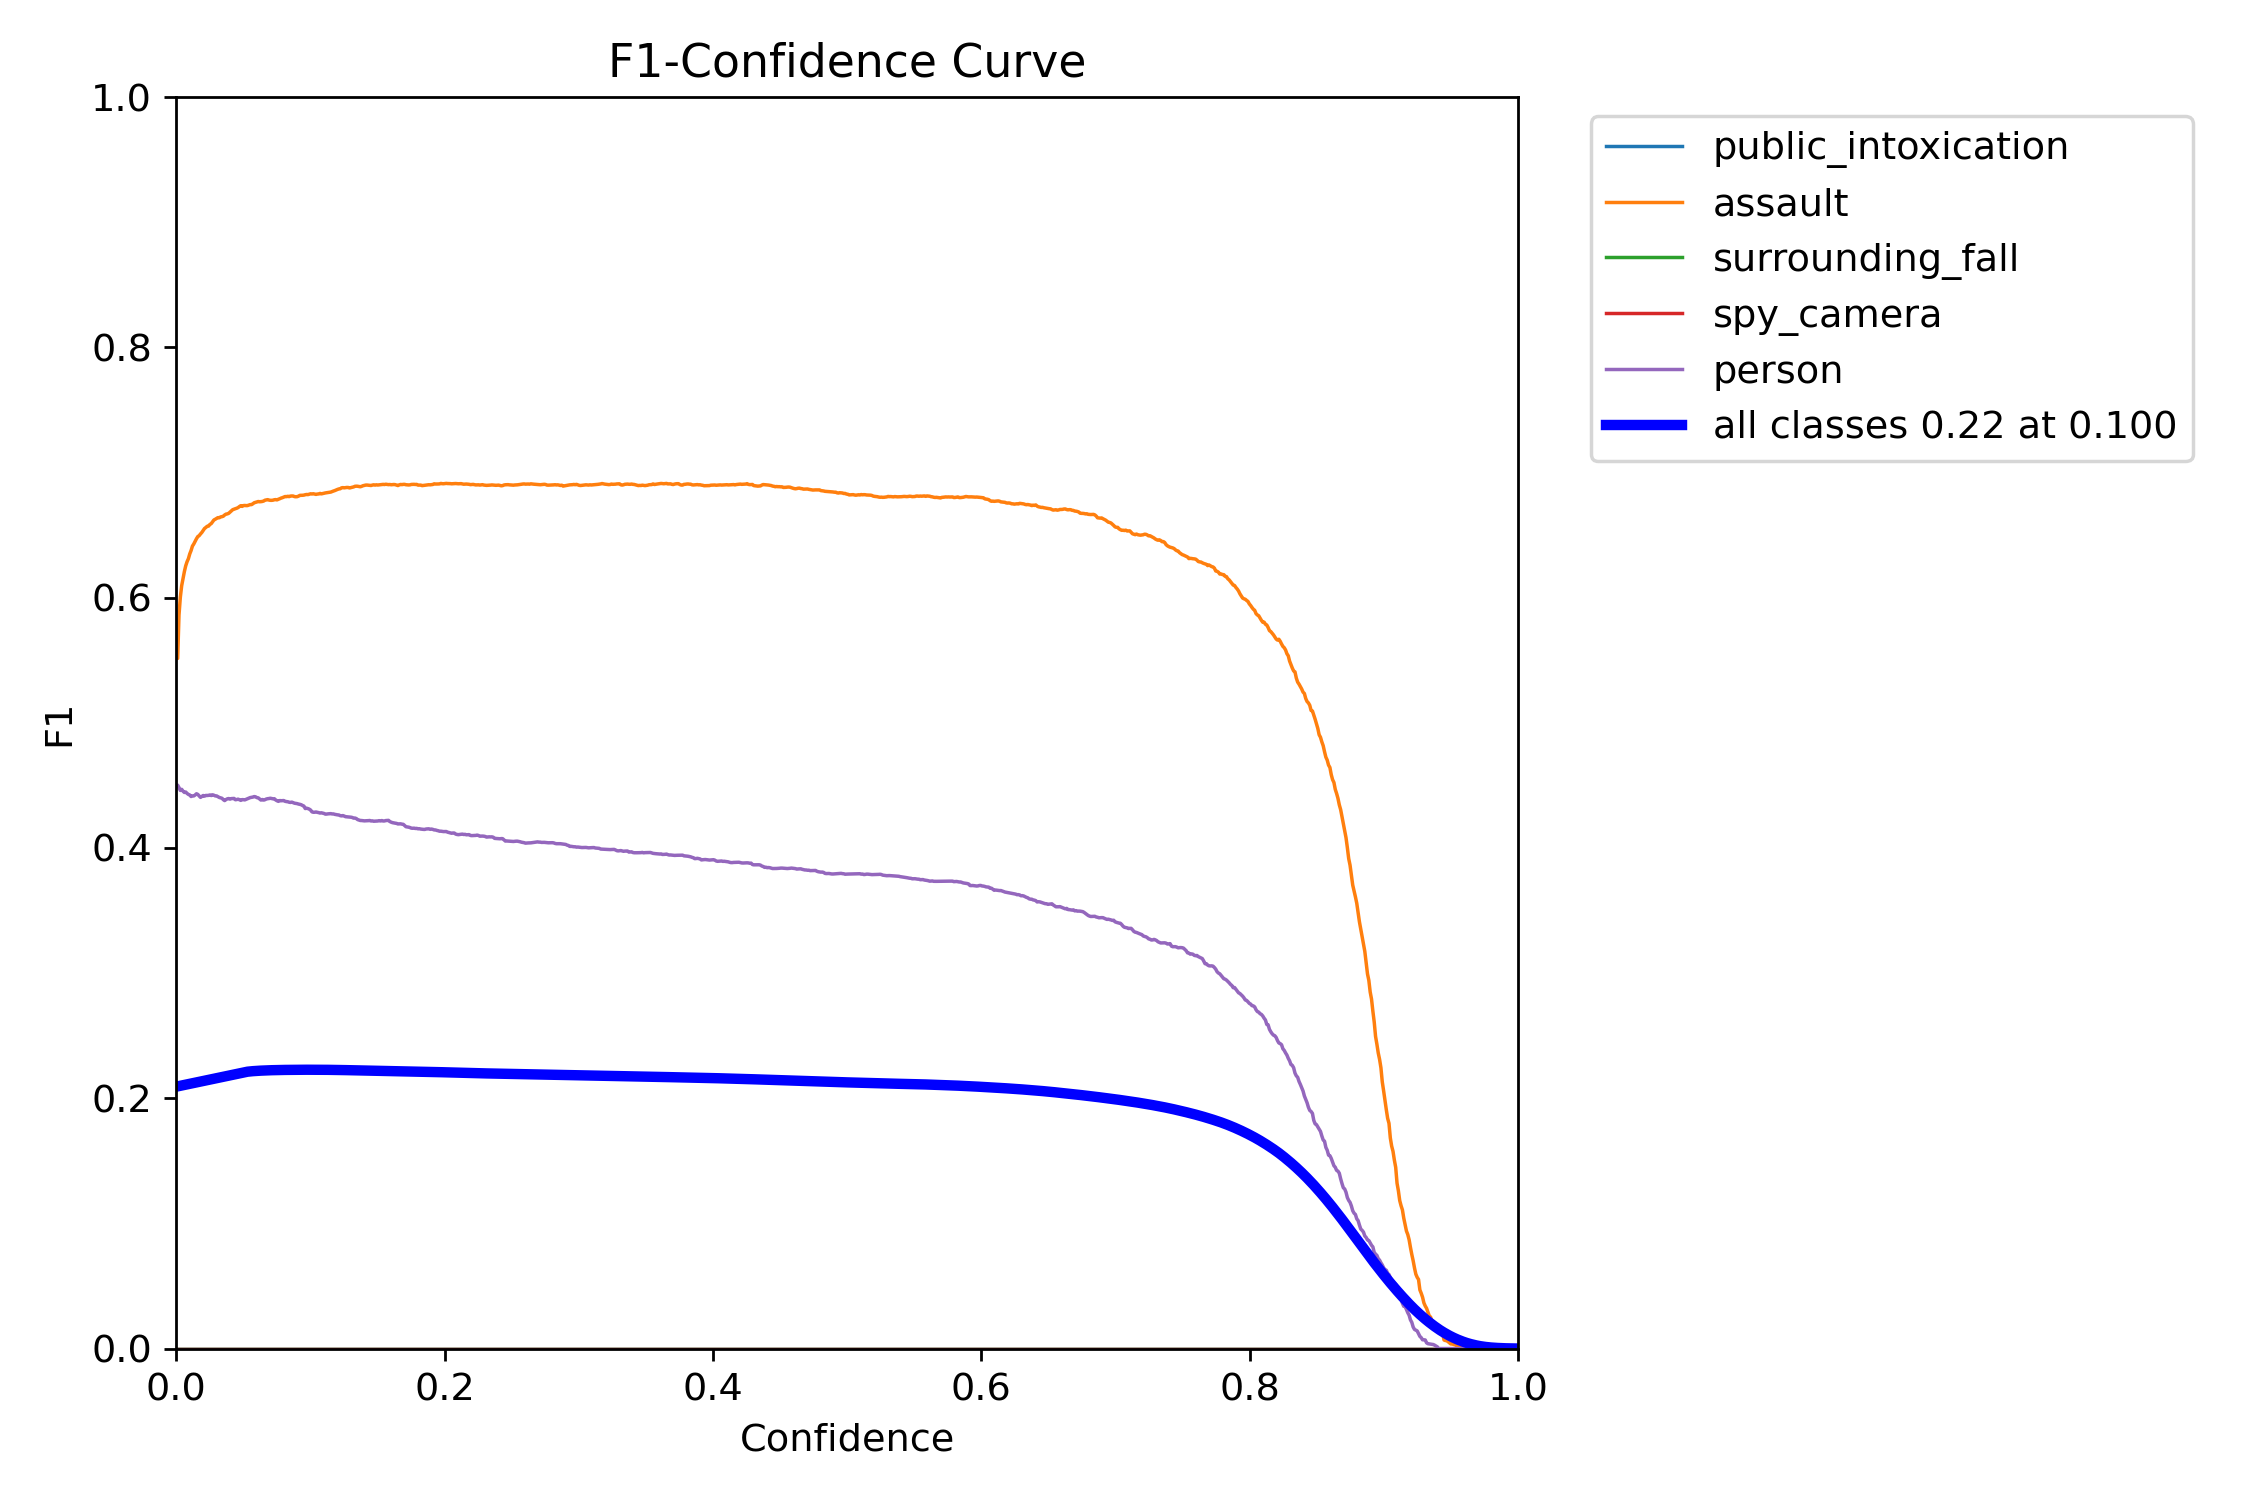 F1-Confidence Curve
1.0
0.8
0.6
0.4
0.2
0.0
F1
0.0 0.2 0.4 0.6 0.8 1.0
Confidence
public_intoxication
assault
surrounding_fall
spy_camera
person
all classes 0.22 at 0.100